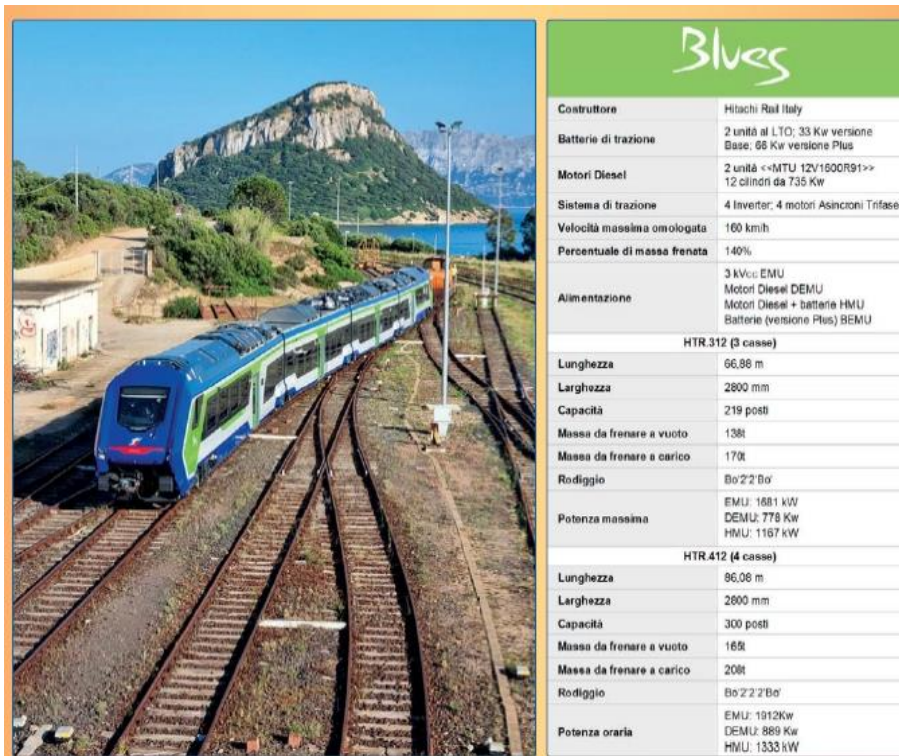 Blues
Costruttore Hitachi Rail Italy
Batterie di trazione 2 unità al LTO; 33 Kw versione
Base; 66 Kw versione Plus
Motori Diesel 2 unità <<MTU 12V1600R91>>
12 cilindri da 735 Kw
Sistema di trazione 4 Inverter; 4 motori Asincroni Trifase
Velocità massima omologata 160 km/h
Percentuale di massa frenata 140%
Alimentazione 3 kVcc EMU
Motori Diesel DEMU
Motori Diesel + batterie HMU
Batterie (versione Plus) BEMU
HTR.312 (3 casse)
Lunghezza 66,88 m
Larghezza 2800 mm
Capacità 219 posti
Massa da frenare a vuoto 138t
Massa da frenare a carico 170t
Rodiggio Bo'2'2'Bo'
Potenza massima EMU: 1681 kW
DEMU: 778 Kw
HMU: 1167 kW
HTR.412 (4 casse)
Lunghezza 86,08 m
Larghezza 2800 mm
Capacità 300 posti
Massa da frenare a vuoto 165t
Massa da frenare a carico 208t
Rodiggio Bo'2'2'2'Bo'
Potenza oraria EMU: 1912Kw
DEMU: 889 Kw
HMU: 1333 kW